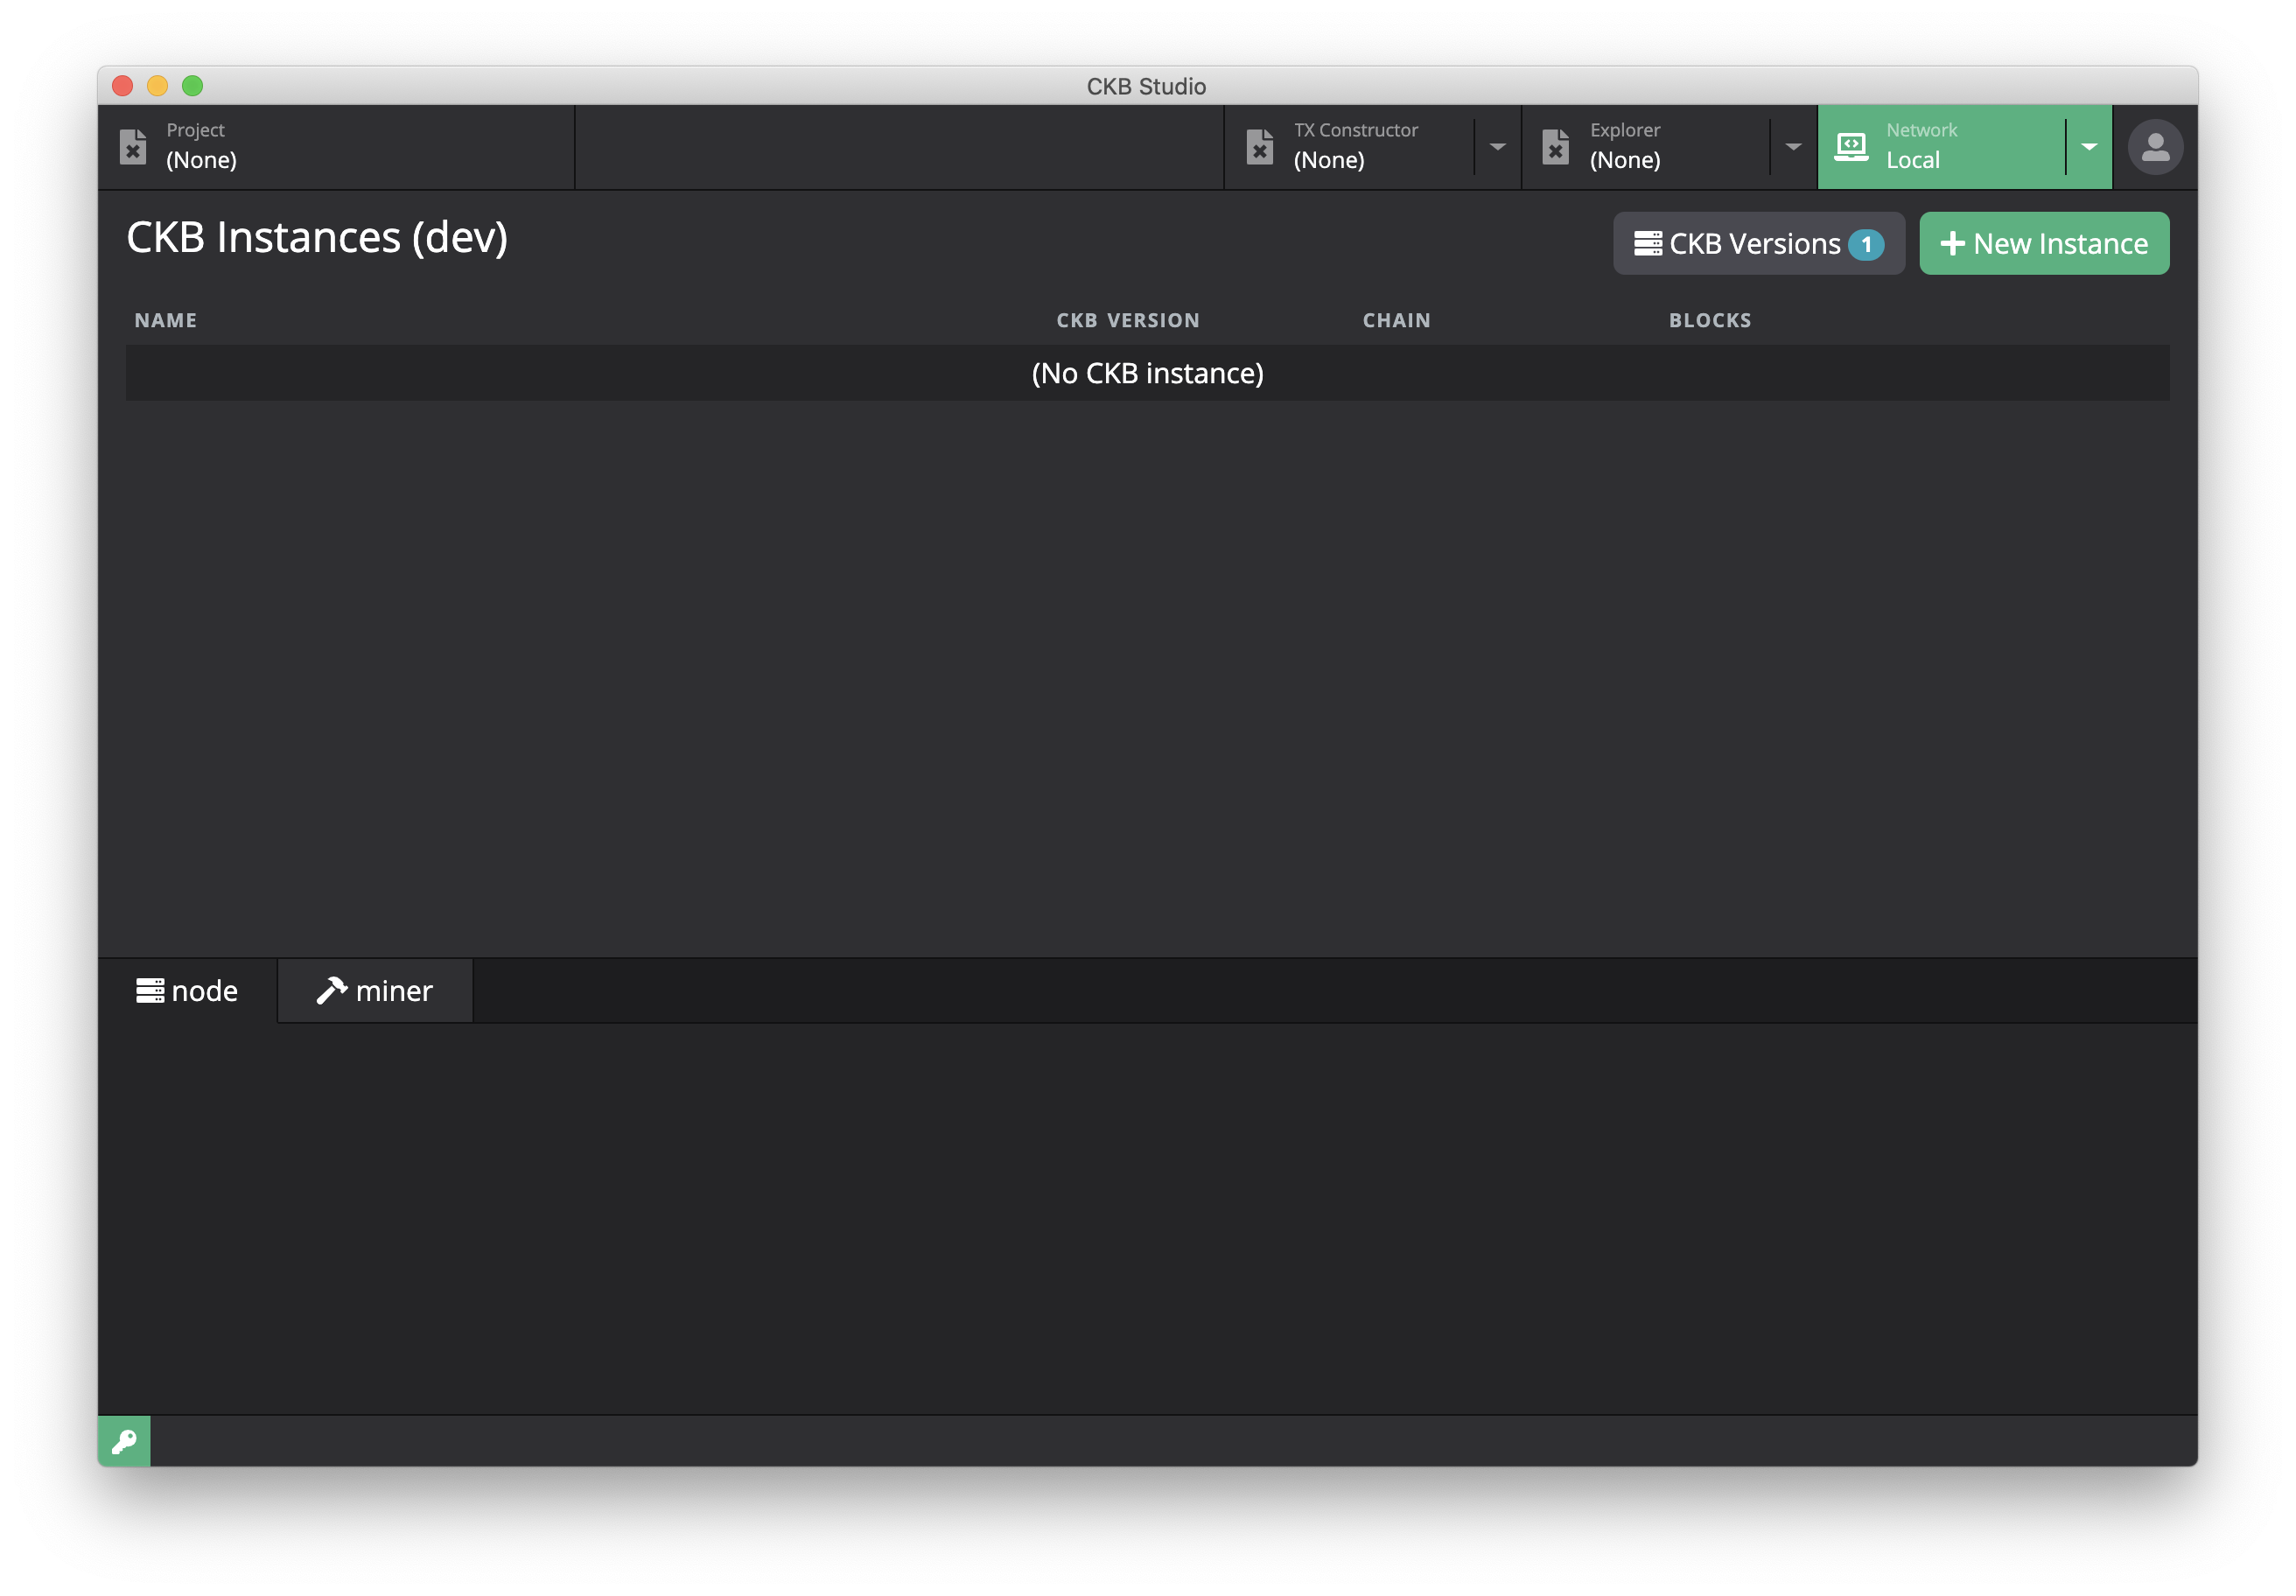 CKB Studio
Project
(None)
TX Constructor
(None)
Explorer
(None)
Network
Local
CKB Instances (dev)
CKB Versions 1
New Instance
NAME CKB VERSION CHAIN BLOCKS
(No CKB instance)
node
miner